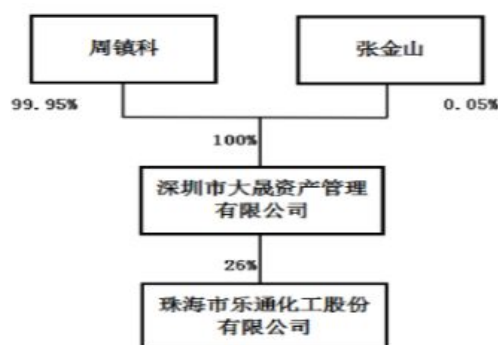 周镇科
张金山
99.95%
0.05%
100%
深圳市大晟资产管理
有限公司
26%
珠海市乐通化工股份
有限公司